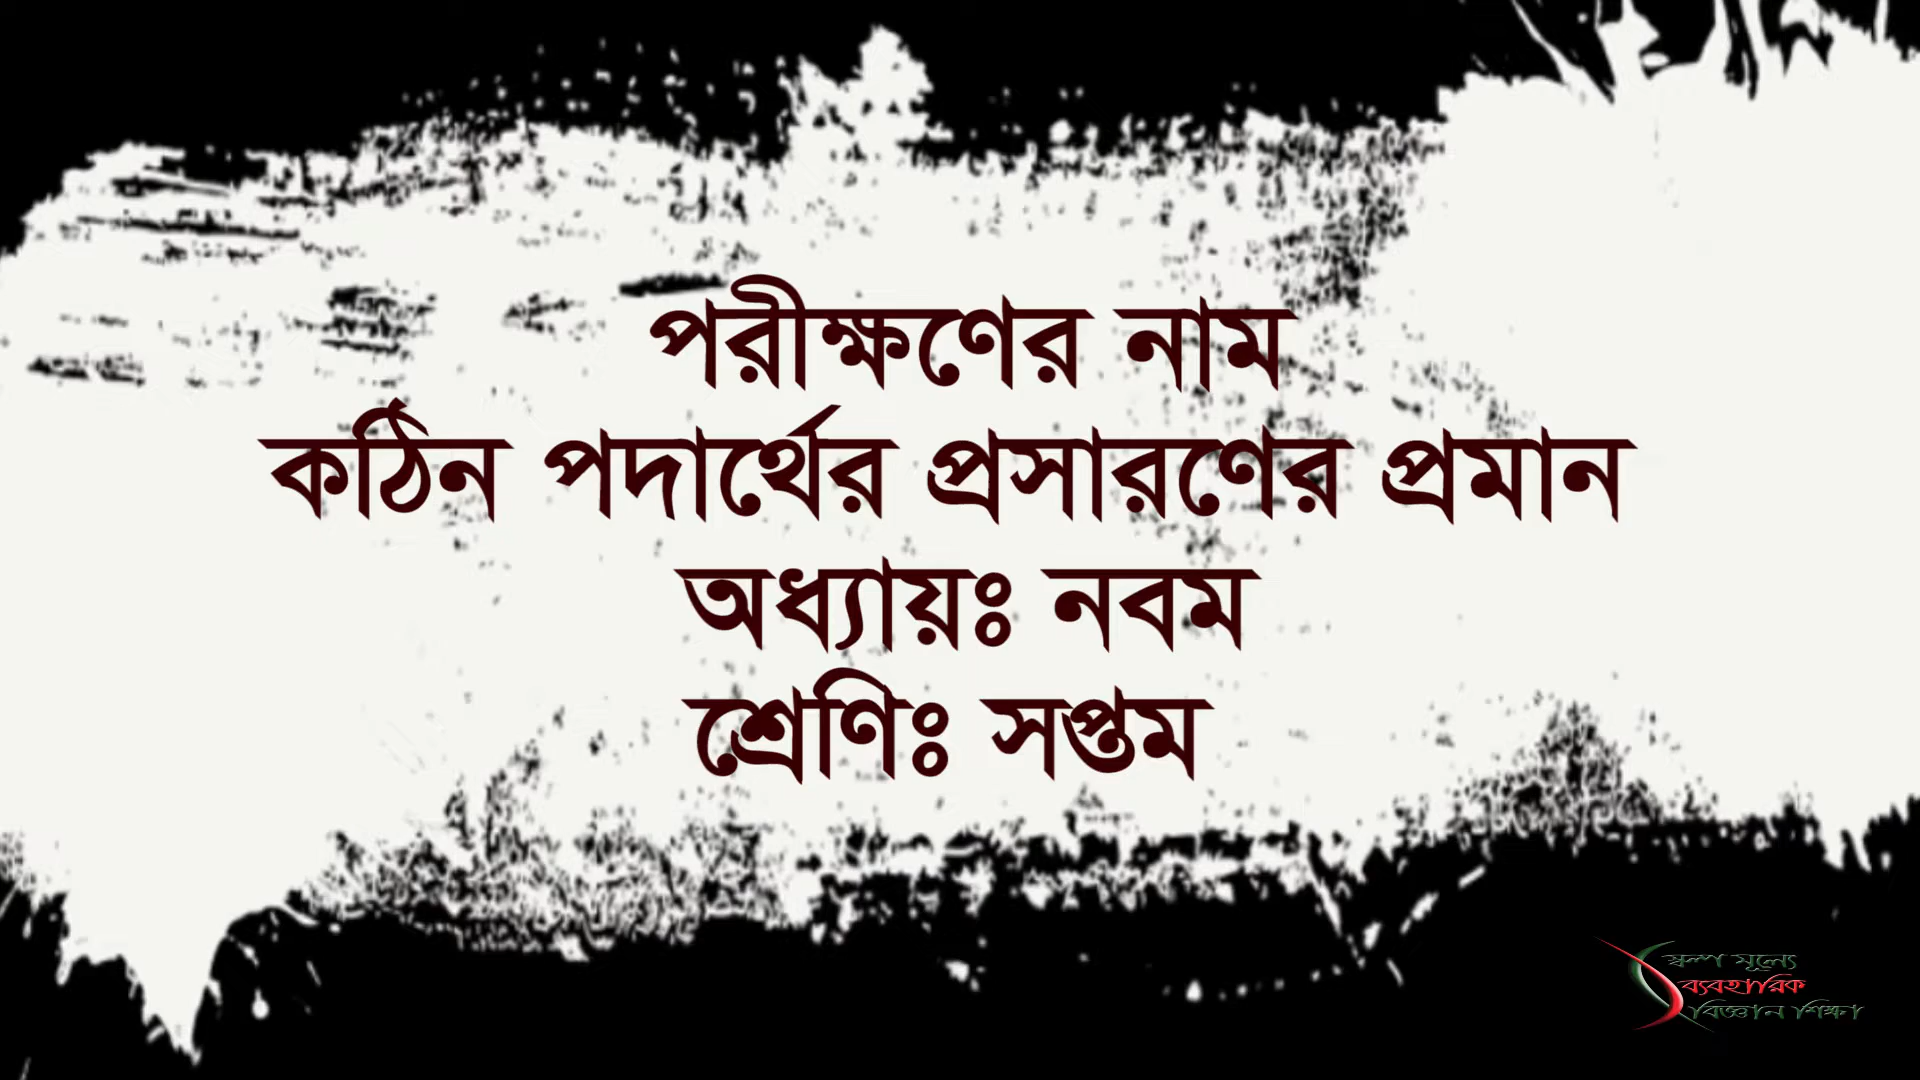 পরীক্ষণের নাম
কঠিন পদার্থের প্রসারণের প্রমান
অধ্যায়ঃ নবম
শ্রেণিঃ সপ্তম
স্বল্প মূল্যে
ব্যবহারিক
বিজ্ঞান শিক্ষা